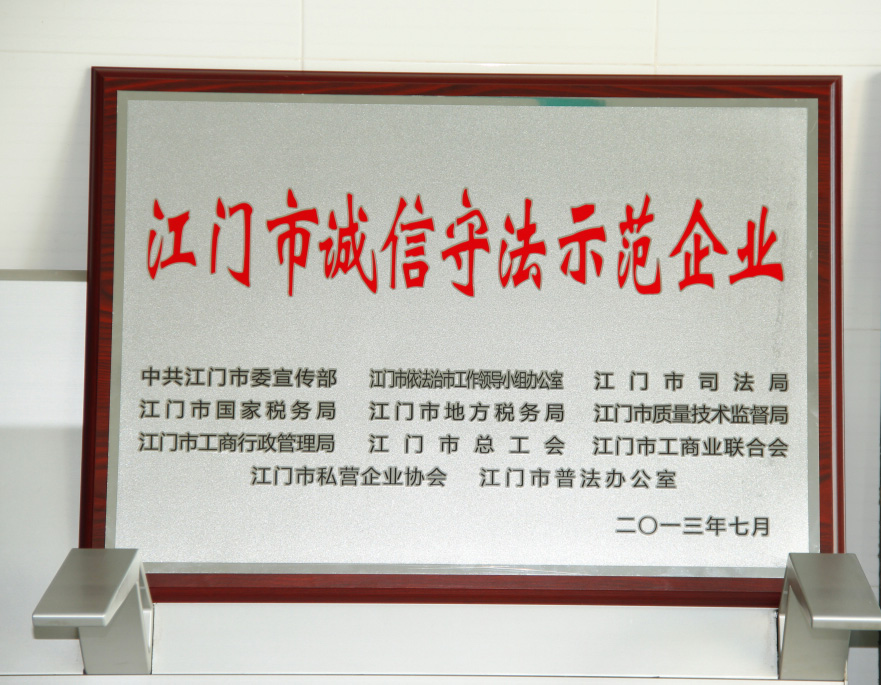 江门市诚信守法示范企业
中共江门市委宣传部 江门市依法治市工作领导小组办公室 江门市司法局
江门市国家税务局 江门市地方税务局 江门市质量技术监督局
江门市工商行政管理局 江门市总工会 江门市工商业联合会
江门市私营企业协会 江门市普法办公室
二〇一三年七月